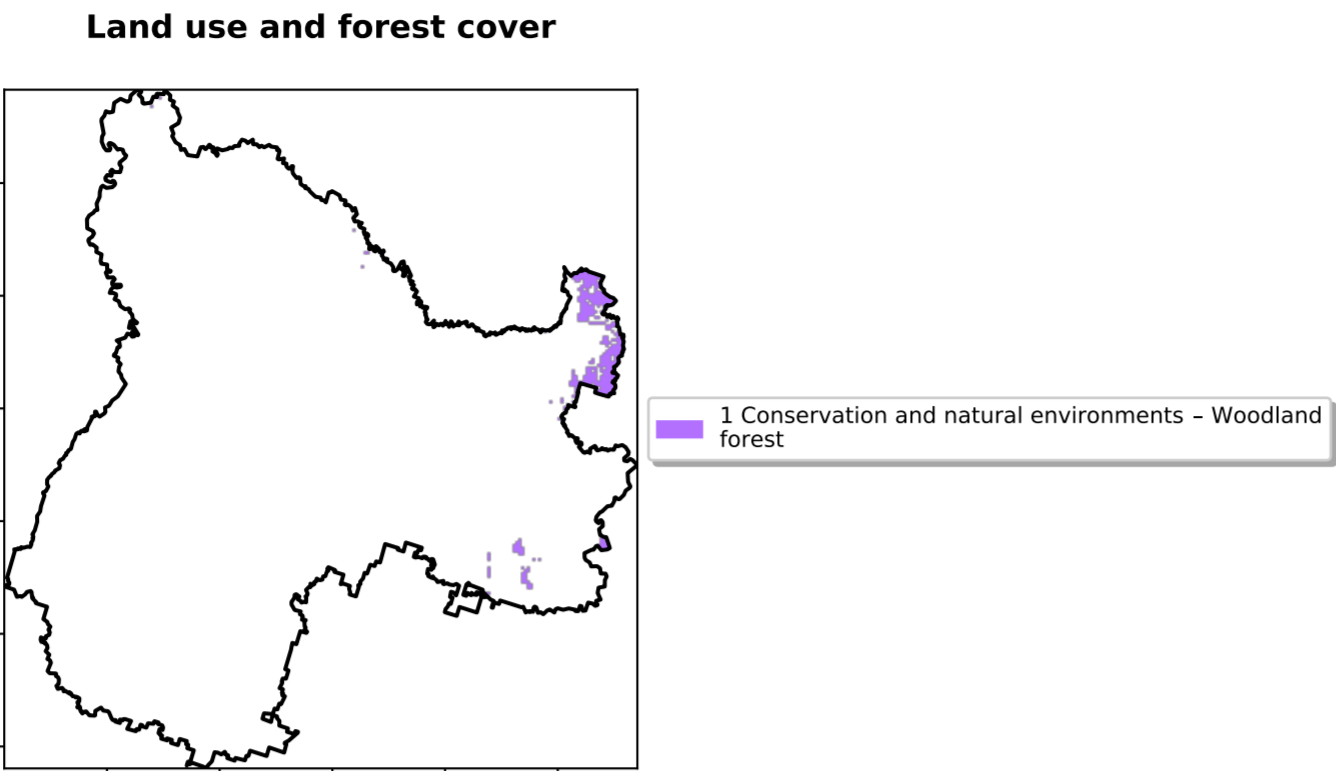 Land use and forest cover
1 Conservation and natural environments – Woodland
forest